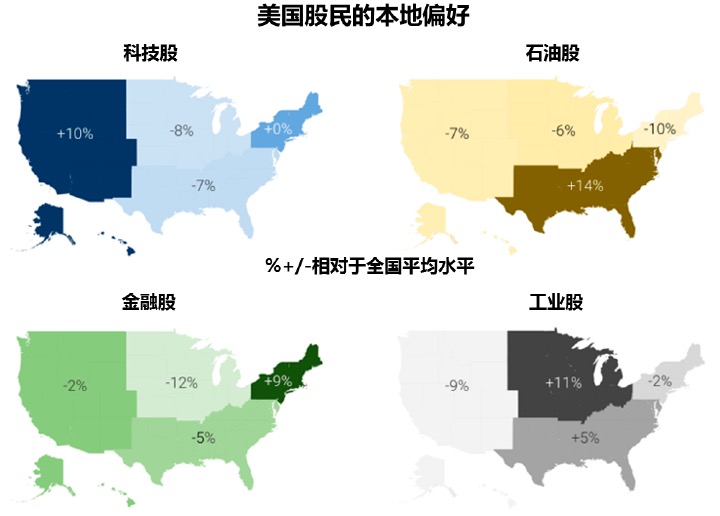 美国股民的本地偏好
科技股
石油股
+10%
-8%
+0%
-7%
-7%
-6%
-10%
+14%
%+/-相对于全国平均水平
金融股
工业股
-2%
-12%
+9%
-5%
-9%
+11%
-2%
+5%